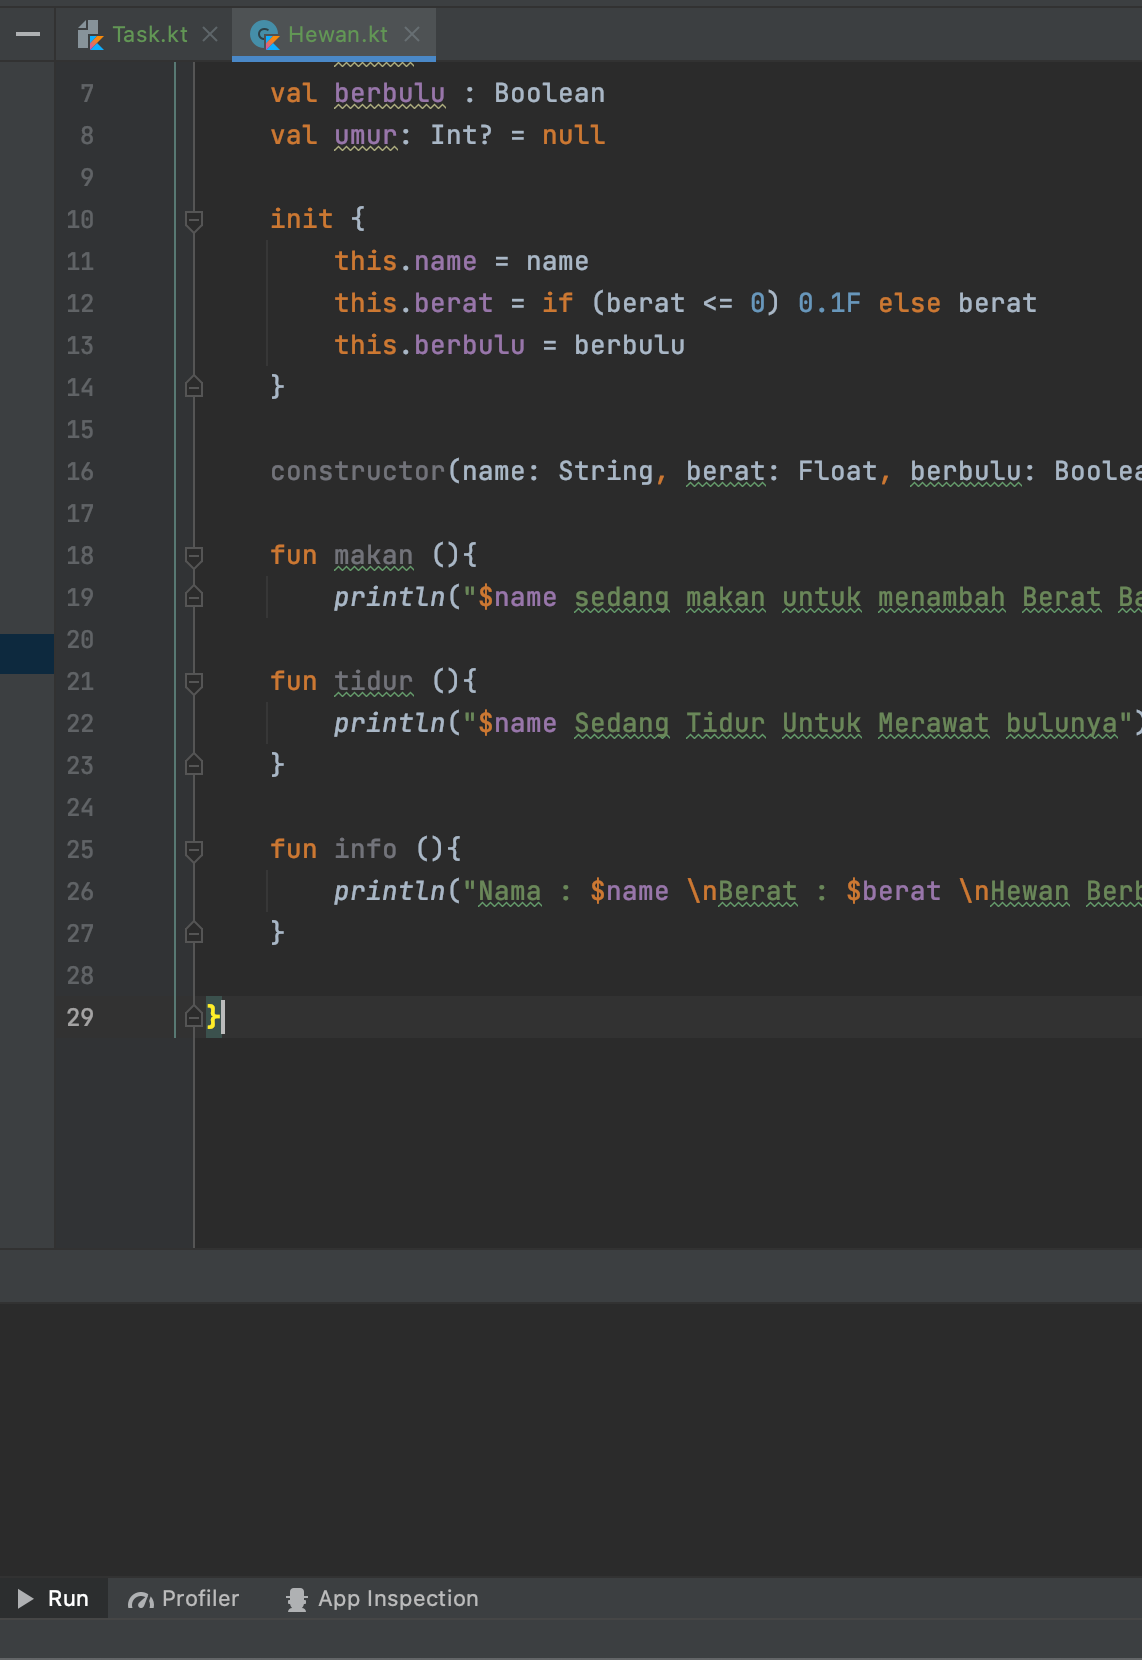 Task.kt Hewan.kt
7 val berbulu : Boolean
8 val umur: Int? = null
9
10 init {
11 this.name = name
12 this.berat = if (berat <= 0) 0.1F else berat
13 this.berbulu = berbulu
14 }
15
16 constructor(name: String, berat: Float, berbulu: Boolea
17
18 fun makan (){
19 println("$name sedang makan untuk menambah Berat Ba
20
21 fun tidur (){
22 println("$name Sedang Tidur Untuk Merawat bulunya")
23 }
24
25 fun info (){
26 println("Nama : $name \nBerat : $berat \nHewan Berb
27 }
28
29 }
Run Profiler App Inspection